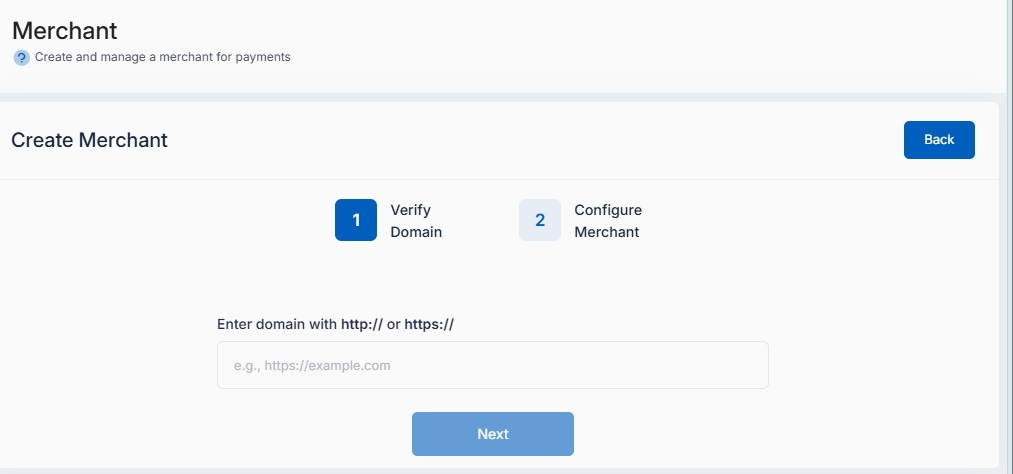 Merchant
? Create and manage a merchant for payments
Create Merchant
Back
1
Verify
Domain
2
Configure
Merchant
Enter domain with http:// or https://
e.g., https://example.com
Next